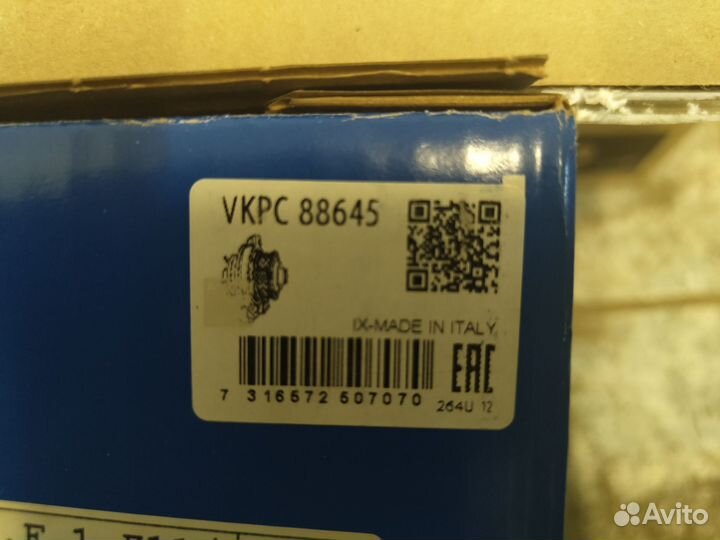 VKPC 88645
IX-MADE IN ITALY
7 316572 507070
EAC
264U 12
Avito